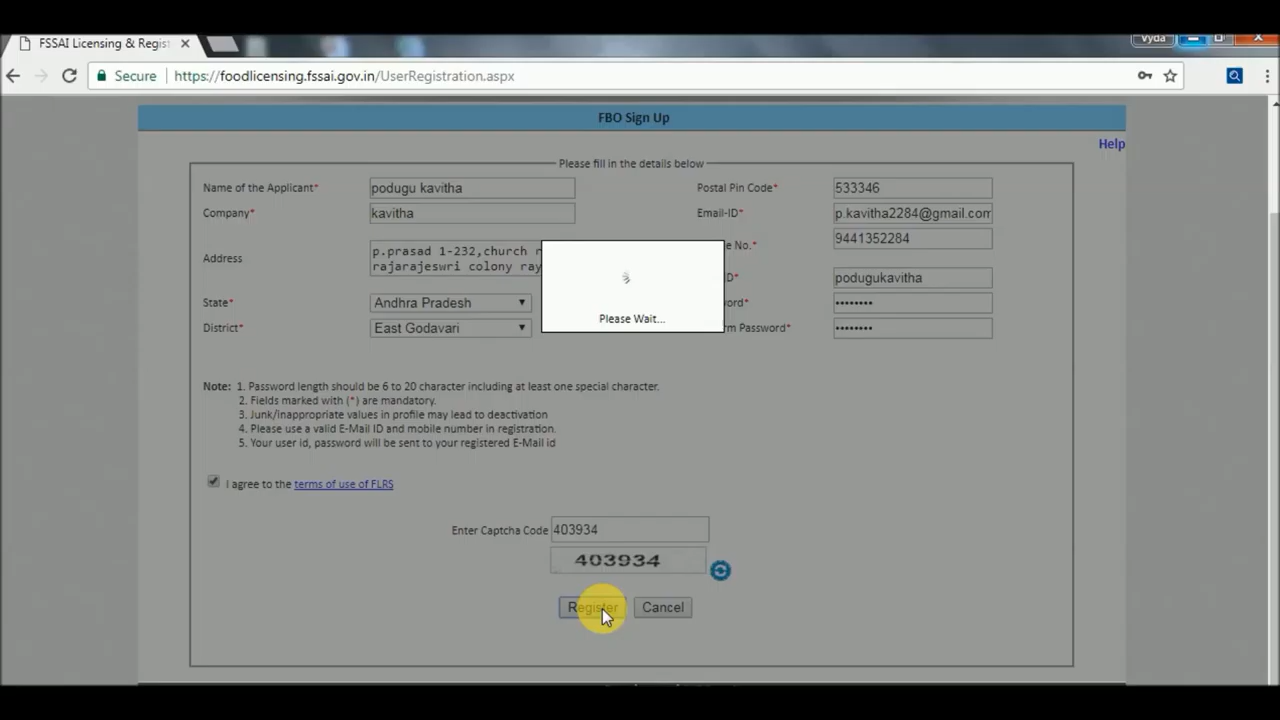 FSSAI Licensing & Regist
Vyda
Secure https://foodlicensing.fssai.gov.in/UserRegistration.aspx
FBO Sign Up
Help
Please fill in the details below
Name of the Applicant* podugu kavitha
Postal Pin Code* 533346
Company* kavitha
Email-ID* p.kavitha2284@gmail.com
Address p.prasad 1-232,church
rajarajeswri colony ray
No.* 9441352284
D* podugukavitha
State* Andhra Pradesh
word* ••••••••
District* East Godavari
rm Password* ••••••••
Please Wait...
Note: 1. Password length should be 6 to 20 character including at least one special character.
2. Fields marked with (*) are mandatory.
3. Junk/inappropriate values in profile may lead to deactivation
4. Please use a valid E-Mail ID and mobile number in registration.
5. Your user id, password will be sent to your registered E-Mail id
I agree to the terms of use of FLRS
Enter Captcha Code 403934
403934
Register Cancel